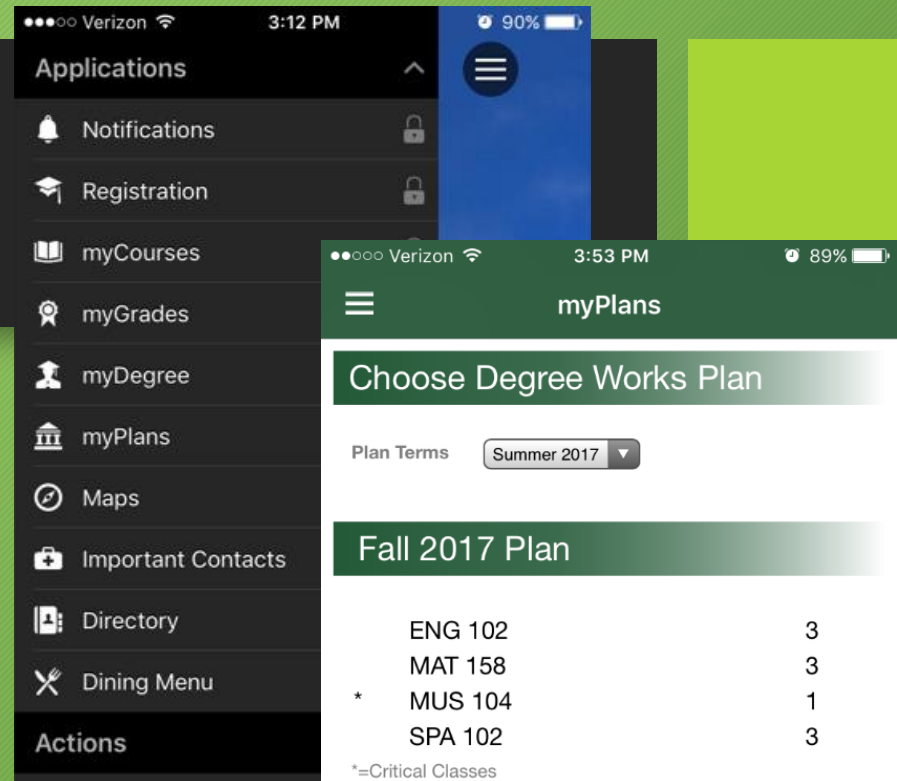 Verizon 3:12 PM 90%
Applications
Notifications
Registration
myCourses
myGrades
myDegree
myPlans
Maps
Important Contacts
Directory
Dining Menu
Actions
Verizon 3:53 PM 89%
myPlans
Choose Degree Works Plan
Plan Terms Summer 2017
Fall 2017 Plan
ENG 102 3
MAT 158 3
* MUS 104 1
SPA 102 3
*=Critical Classes